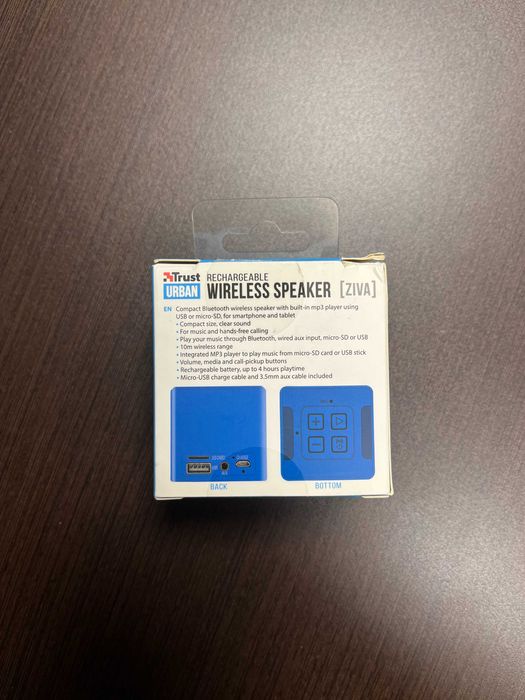 Trust
URBAN
RECHARGEABLE
WIRELESS SPEAKER [ZIVA]
EN Compact Bluetooth wireless speaker with built-in mp3 player using
USB or micro-SD, for smartphone and tablet
• Compact size, clear sound
• For music and hands-free calling
• Play your music through Bluetooth, wired aux input, micro-SD or USB
• 10m wireless range
• Integrated MP3 player to play music from micro-SD card or USB stick
• Volume, media and call-pickup buttons
• Rechargeable battery, up to 4 hours playtime
• Micro-USB charge cable and 3.5mm aux cable included
CHARGE
BACK
BOTTOM